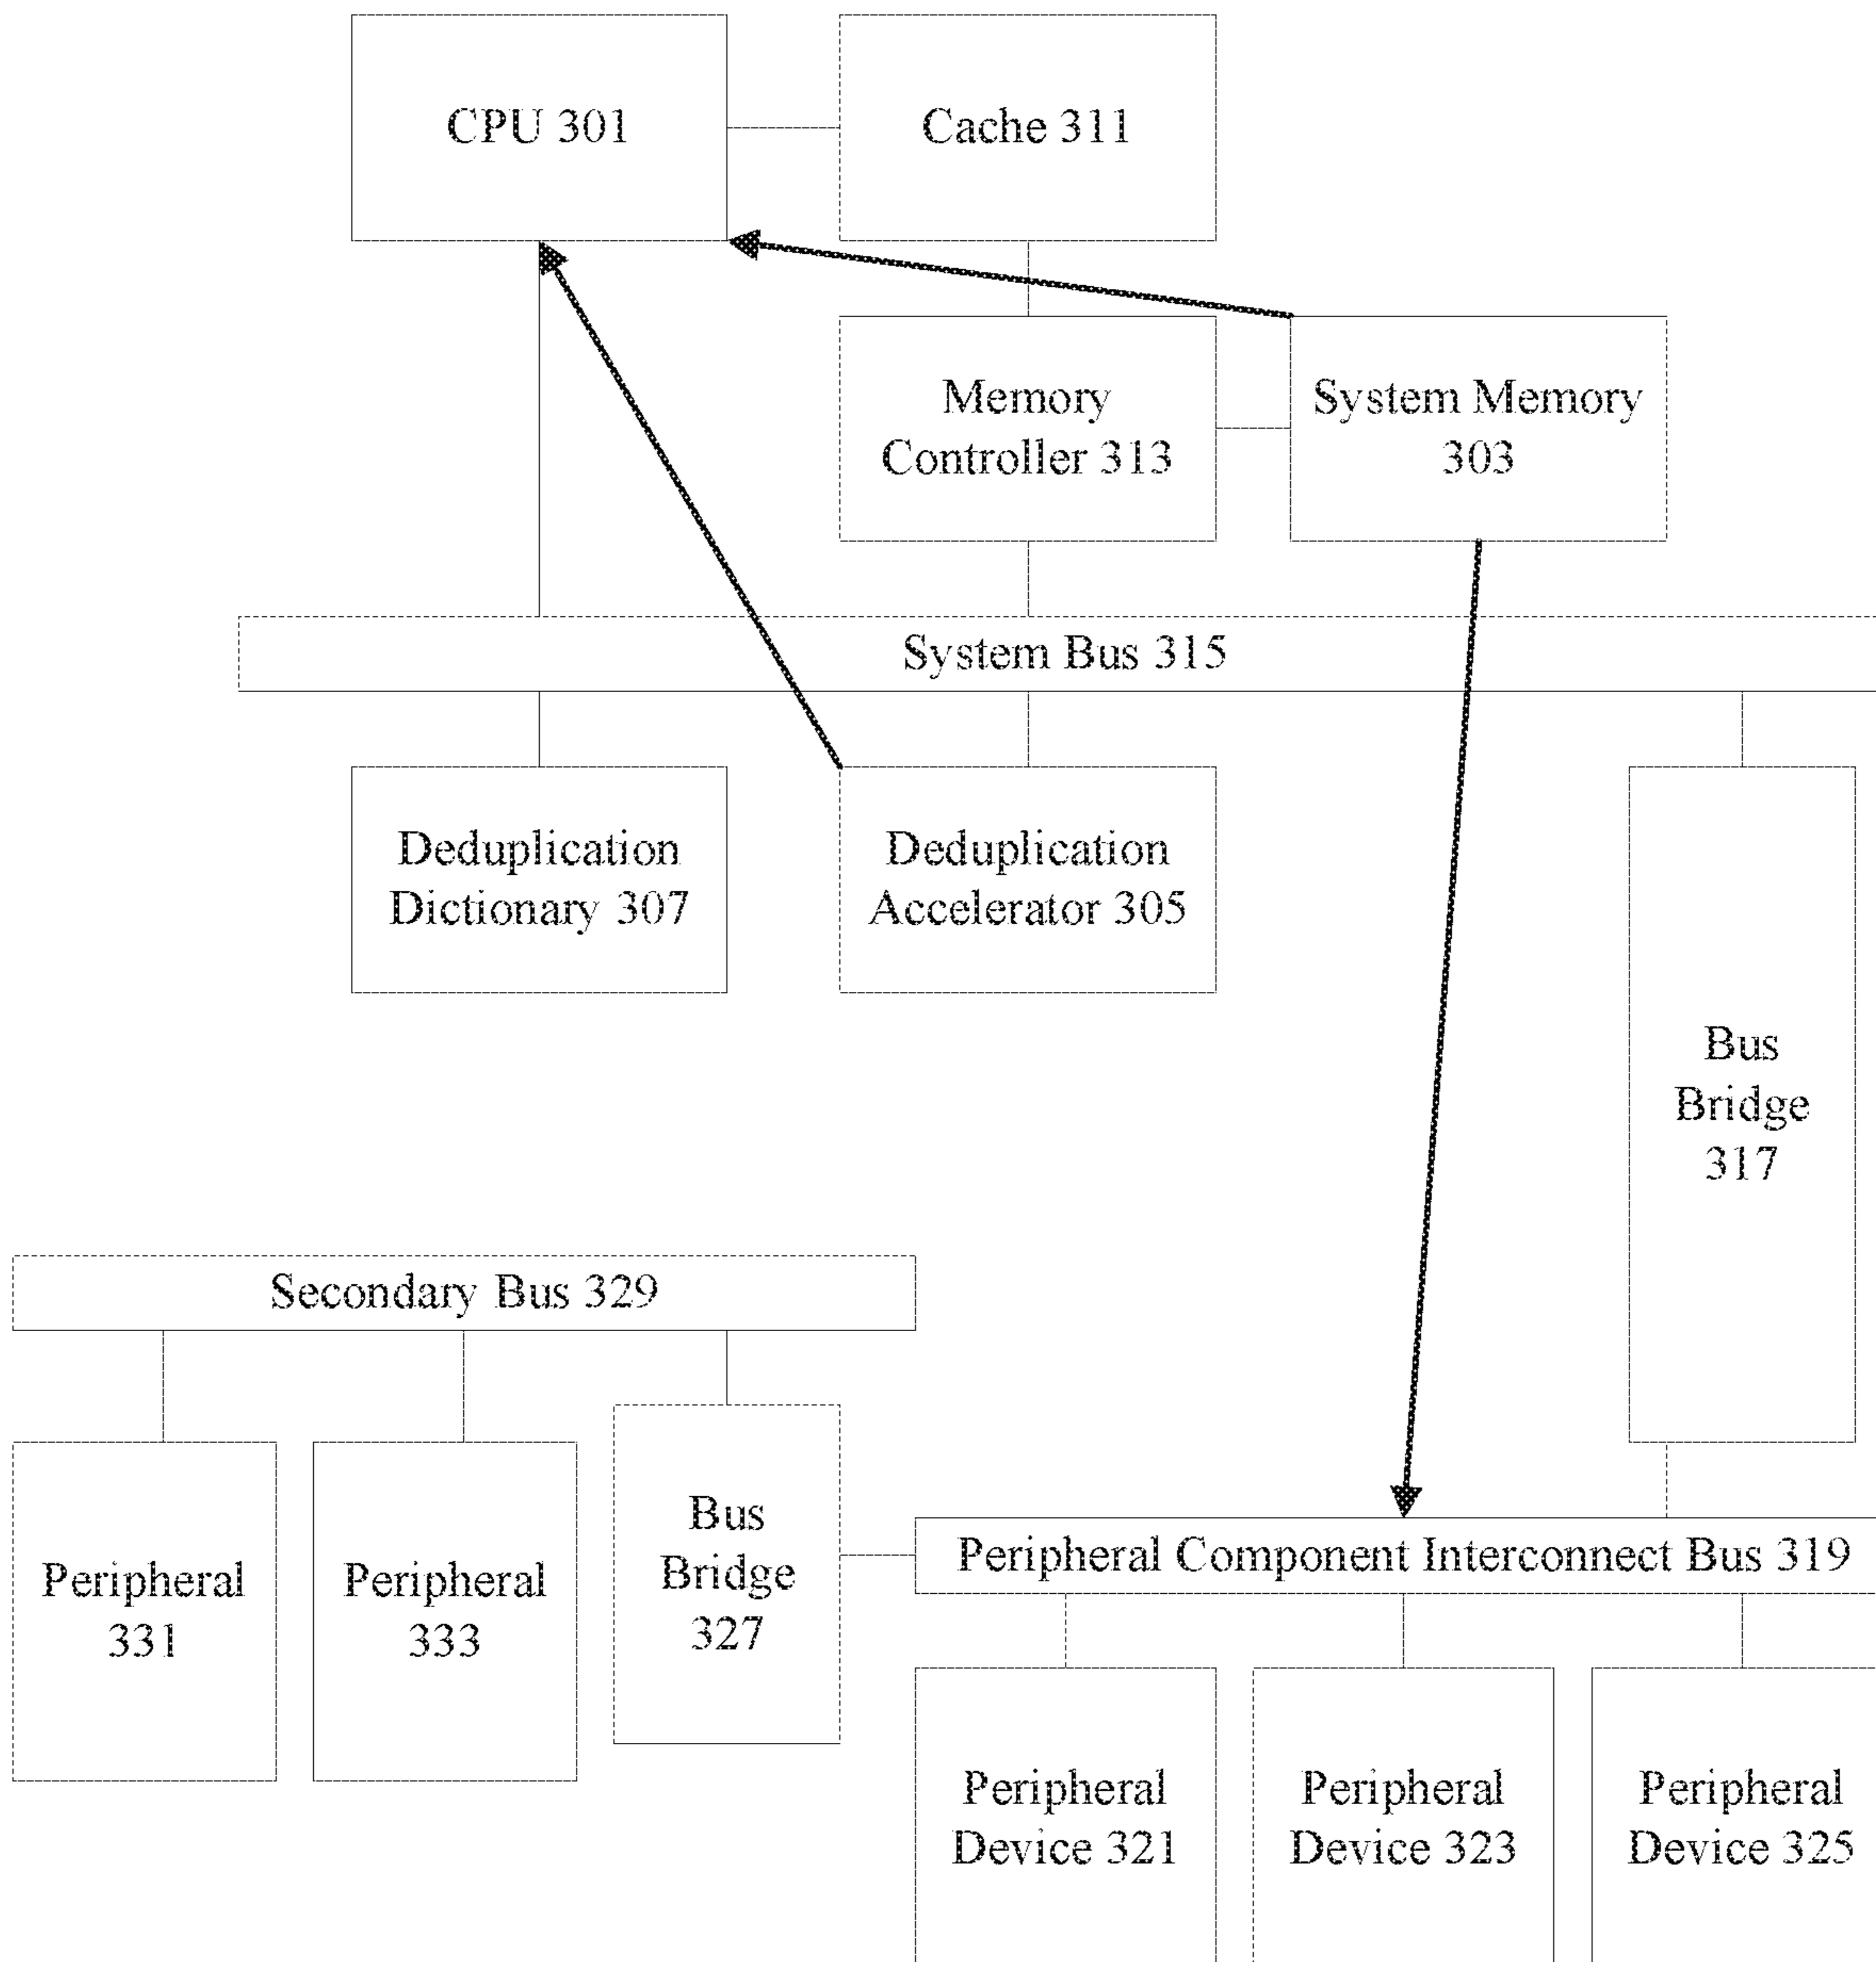 CPU 301
Cache 311
Memory
Controller 313
System Memory
303
System Bus 315
Deduplication
Dictionary 307
Deduplication
Accelerator 305
Bus
Bridge
317
Secondary Bus 329
Peripheral
331
Peripheral
333
Bus
Bridge
327
Peripheral Component Interconnect Bus 319
Peripheral
Device 321
Peripheral
Device 323
Peripheral
Device 325